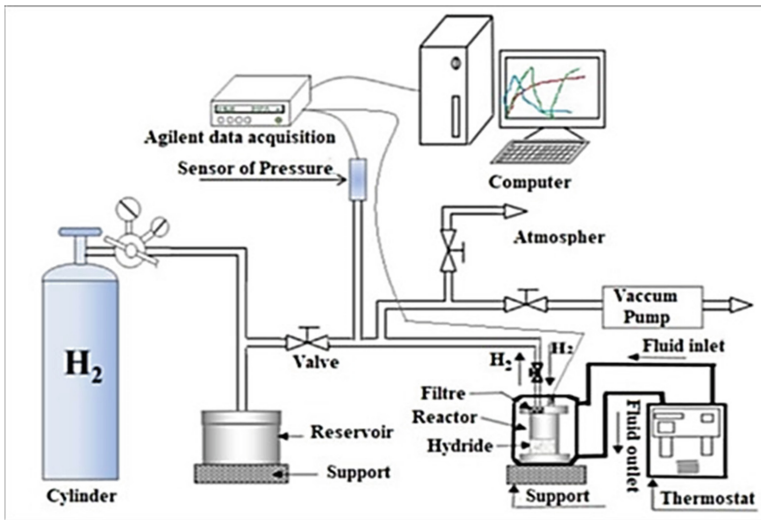 Agilent data acquisition
Sensor of Pressure
Computer
Atmospher
Vaccum
Pump
H2
Valve
H2
H2
Fluid inlet
Filtre
Reactor
Hydride
Fluid outlet
Reservoir
Support
Cylinder
Support
Thermostat